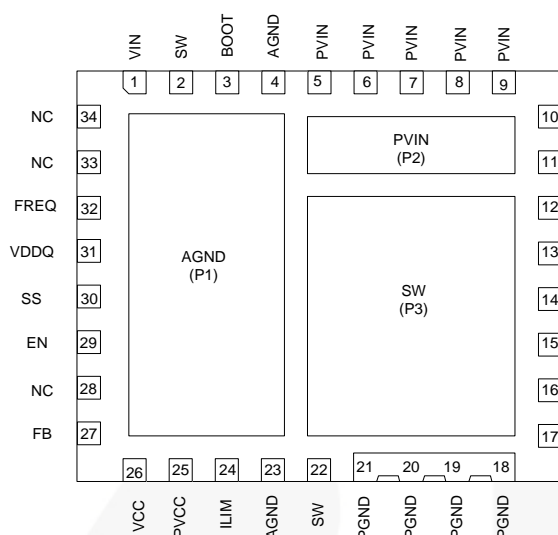 VIN SW BOOT AGND PVIN PVIN PVIN PVIN PVIN
1 2 3 4 5 6 7 8 9
NC 34
NC 33
FREQ 32
VDDQ 31
SS 30
EN 29
NC 28
FB 27
AGND
(P1)
PVIN
(P2)
SW
(P3)
10
11
12
13
14
15
16
17
26 25 24 23 22 21 20 19 18
VCC PVCC ILIM AGND SW PGND PGND PGND PGND